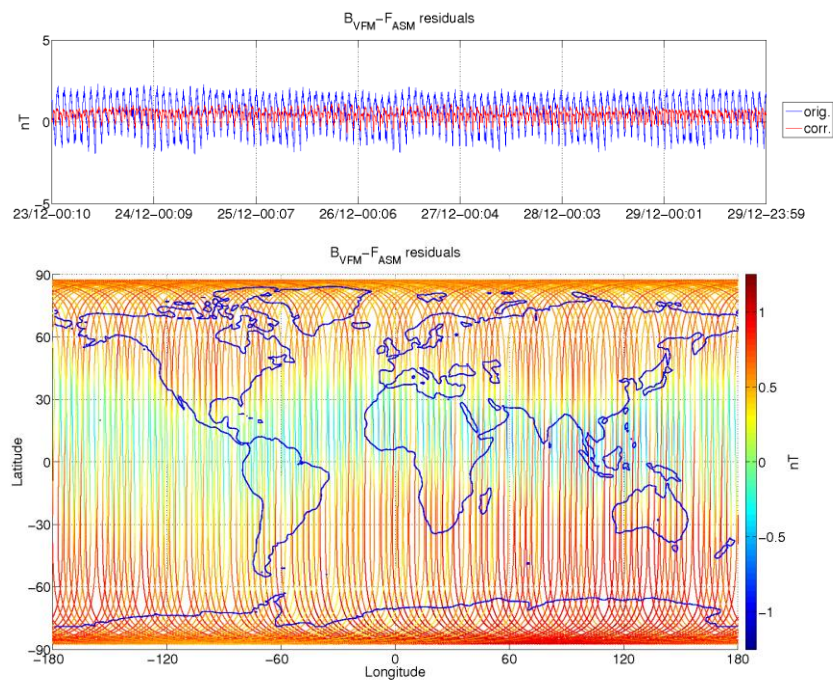 B_VFM−F_ASM residuals
5
0
−5
nT
orig.
corr.
23/12−00:10 24/12−00:09 25/12−00:07 26/12−00:06 27/12−00:04 28/12−00:03 29/12−00:01 29/12−23:59
B_VFM−F_ASM residuals
90
60
30
0
−30
−60
−90
Latitude
−180 −120 −60 0 60 120 180
Longitude
1
0.5
0
−0.5
−1
nT